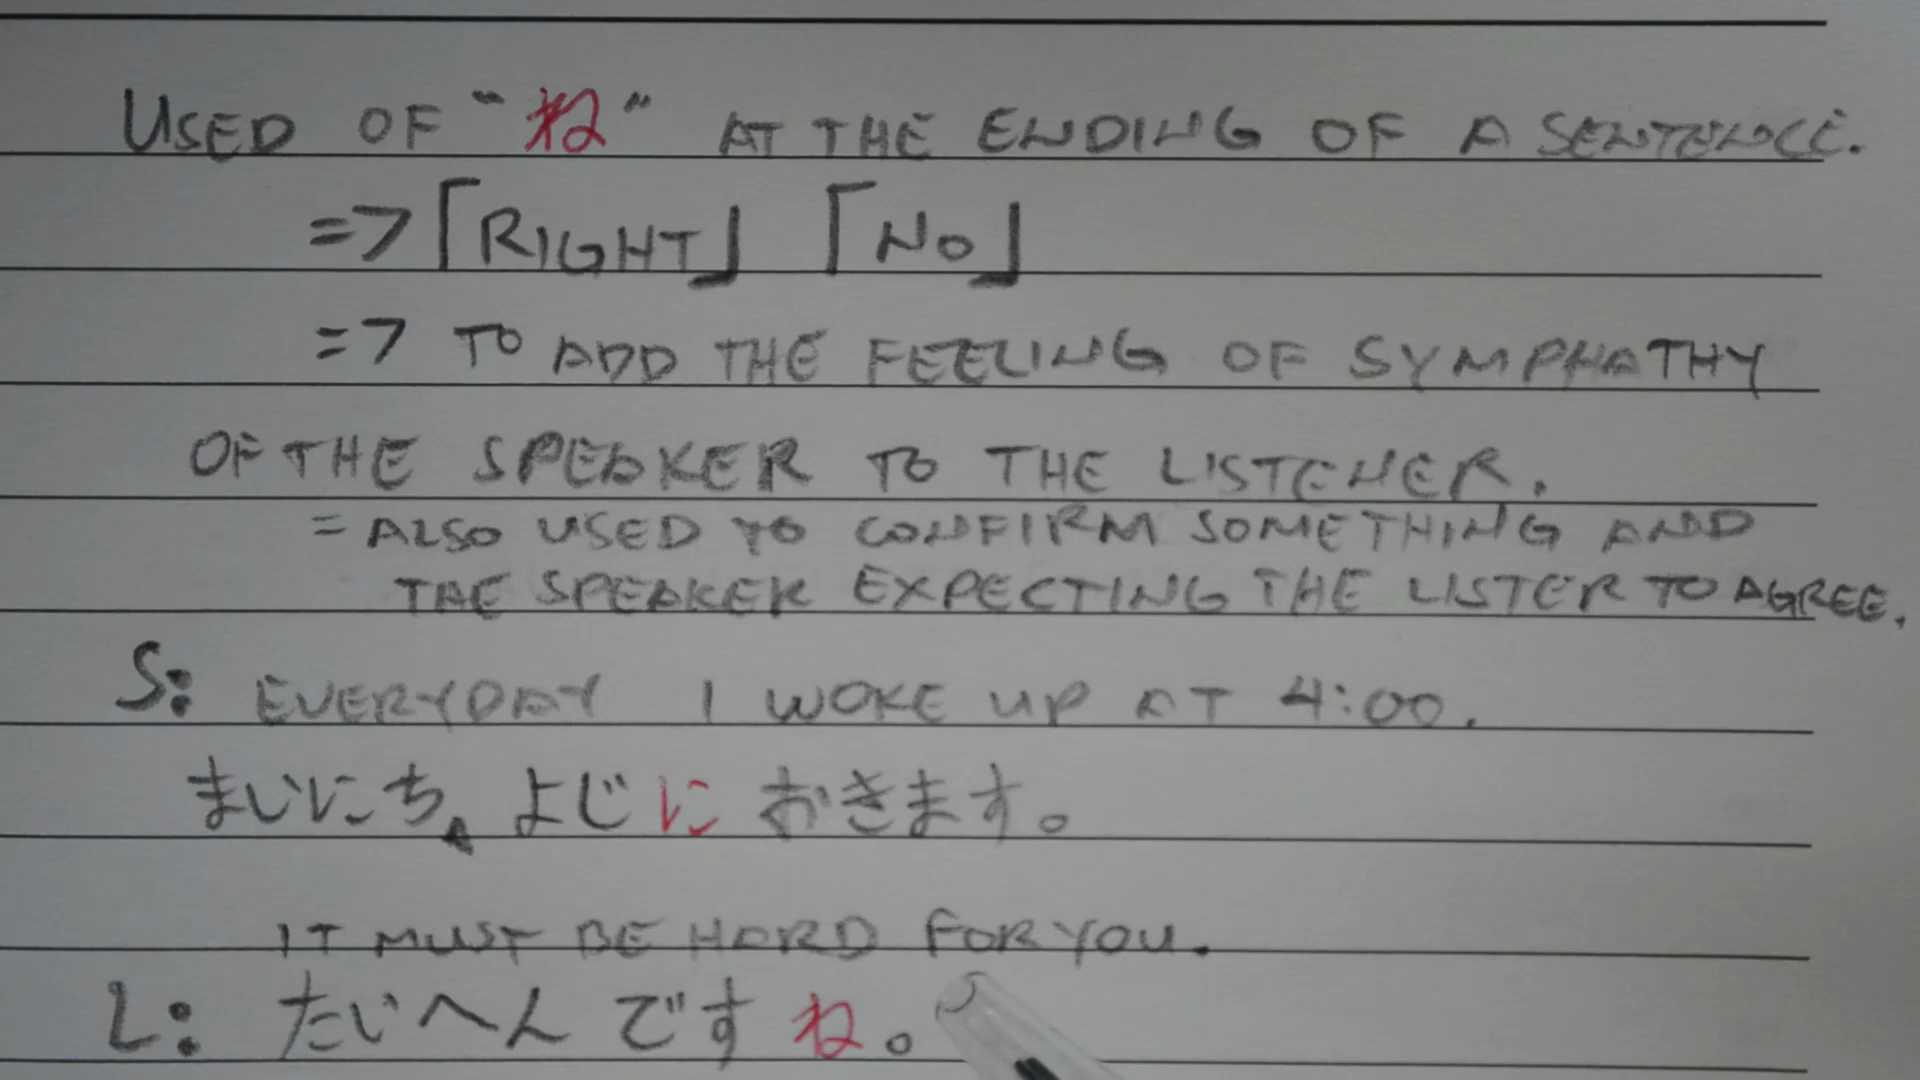 USED OF "ね" AT THE ENDING OF A SENTENCE.
=>「RIGHT」「NO」
=> TO ADD THE FEELING OF SYMPHATHY
OF THE SPEAKER TO THE LISTENER.
= ALSO USED TO CONFIRM SOMETHING AND
THE SPEAKER EXPECTING THE LISTER TO AGREE.
S: EVERYDAY I WOKE UP AT 4:00.
まいにち、よじに おきます。
IT MUST BE HARD FOR YOU.
L: たいへん ですね。